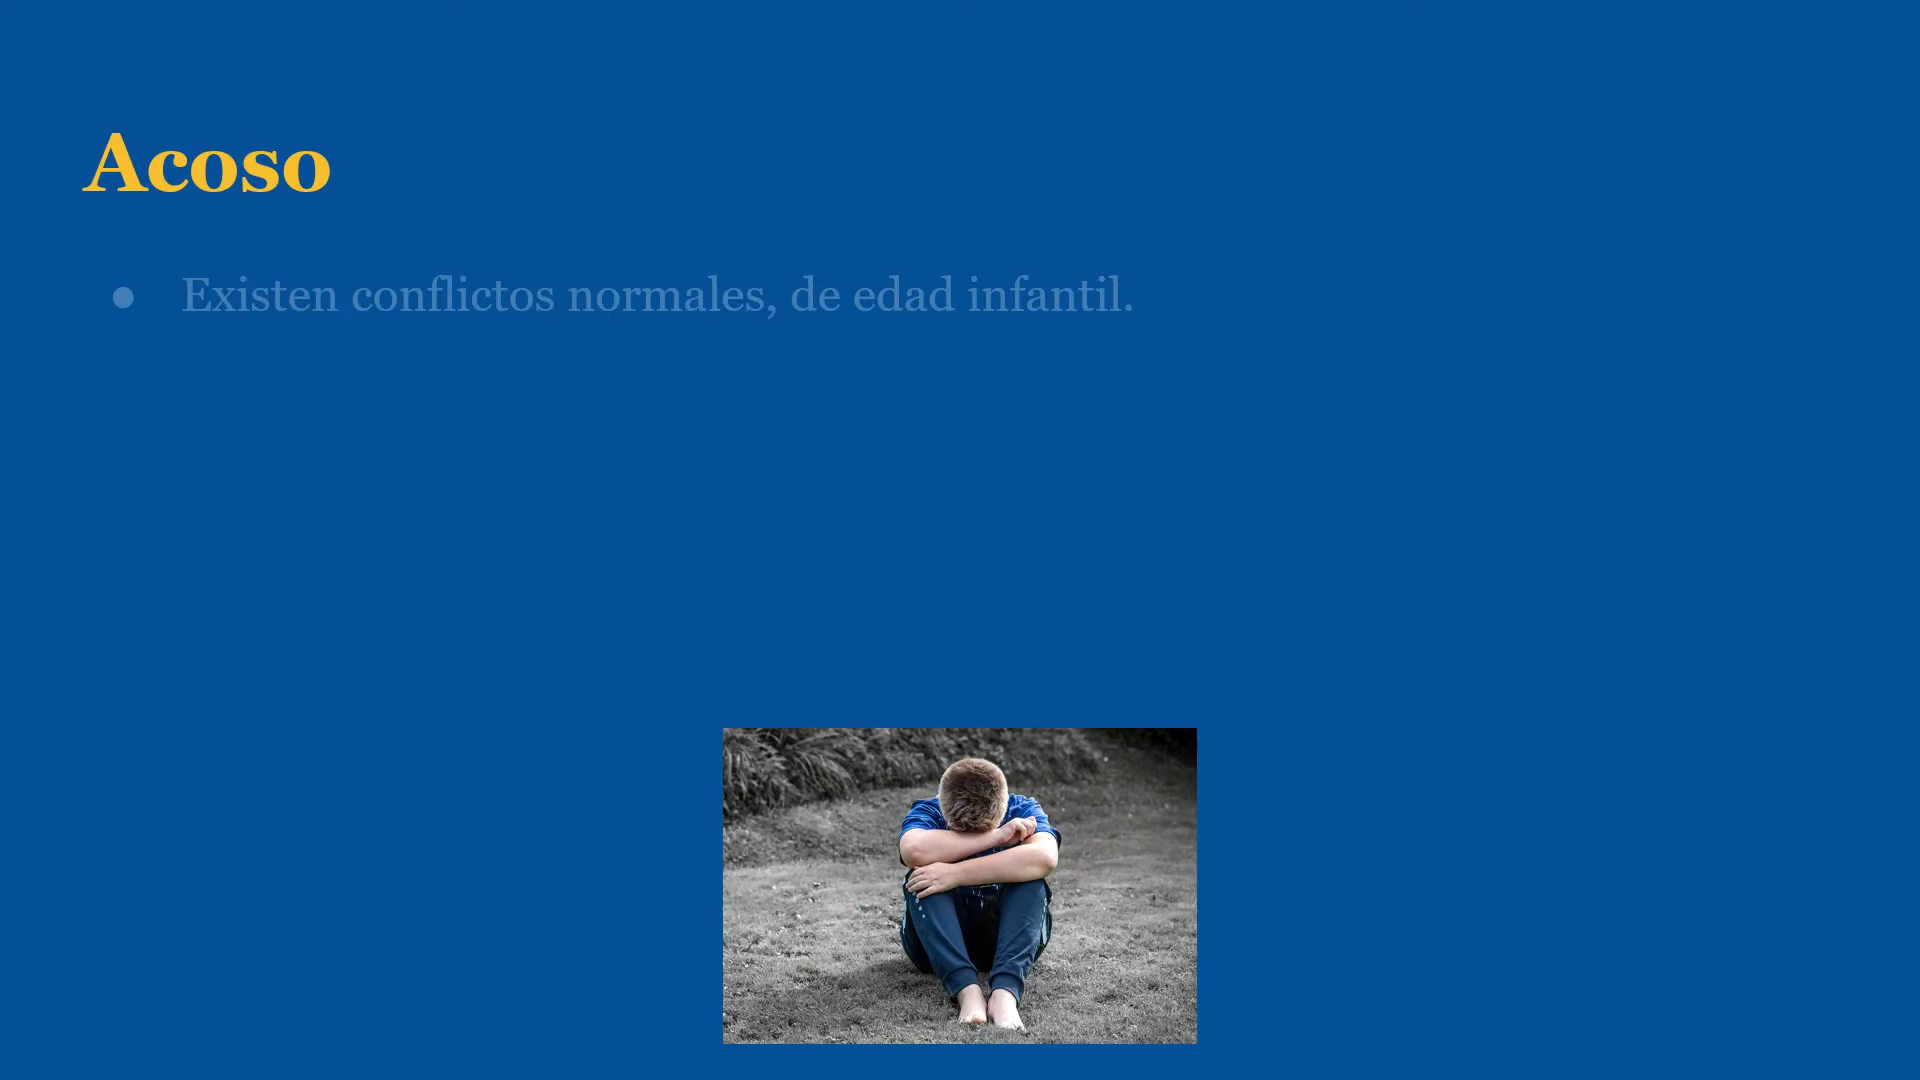 Acoso
● Existen conflictos normales, de edad infantil.